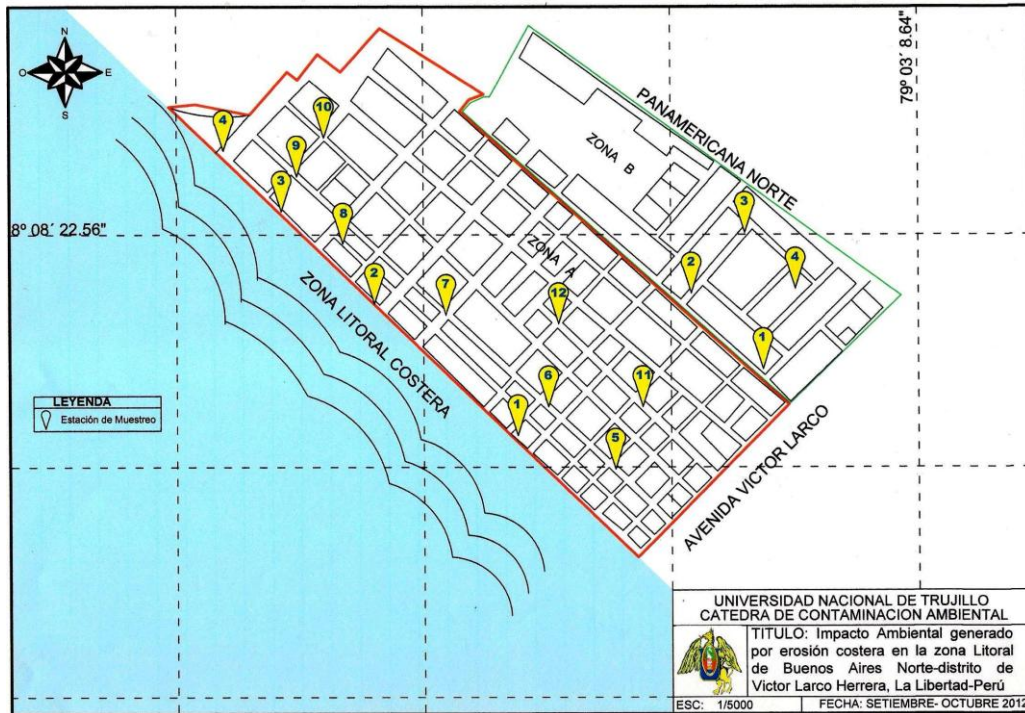 N
O
E
S
79º 03´ 8.64"
PANAMERICANA NORTE
ZONA B
10
4
9
3
3
8º 08´ 22.56"
8
ZONA A
2
4
2
7
12
ZONA LITORAL COSTERA
1
6
11
1
5
LEYENDA
Estación de Muestreo
AVENIDA VICTOR LARCO
UNIVERSIDAD NACIONAL DE TRUJILLO
CATEDRA DE CONTAMINACION AMBIENTAL
TITULO: Impacto Ambiental generado
por erosión costera en la zona Litoral
de Buenos Aires Norte-distrito de
Victor Larco Herrera, La Libertad-Perú
ESC: 1/5000
FECHA: SETIEMBRE- OCTUBRE 2012